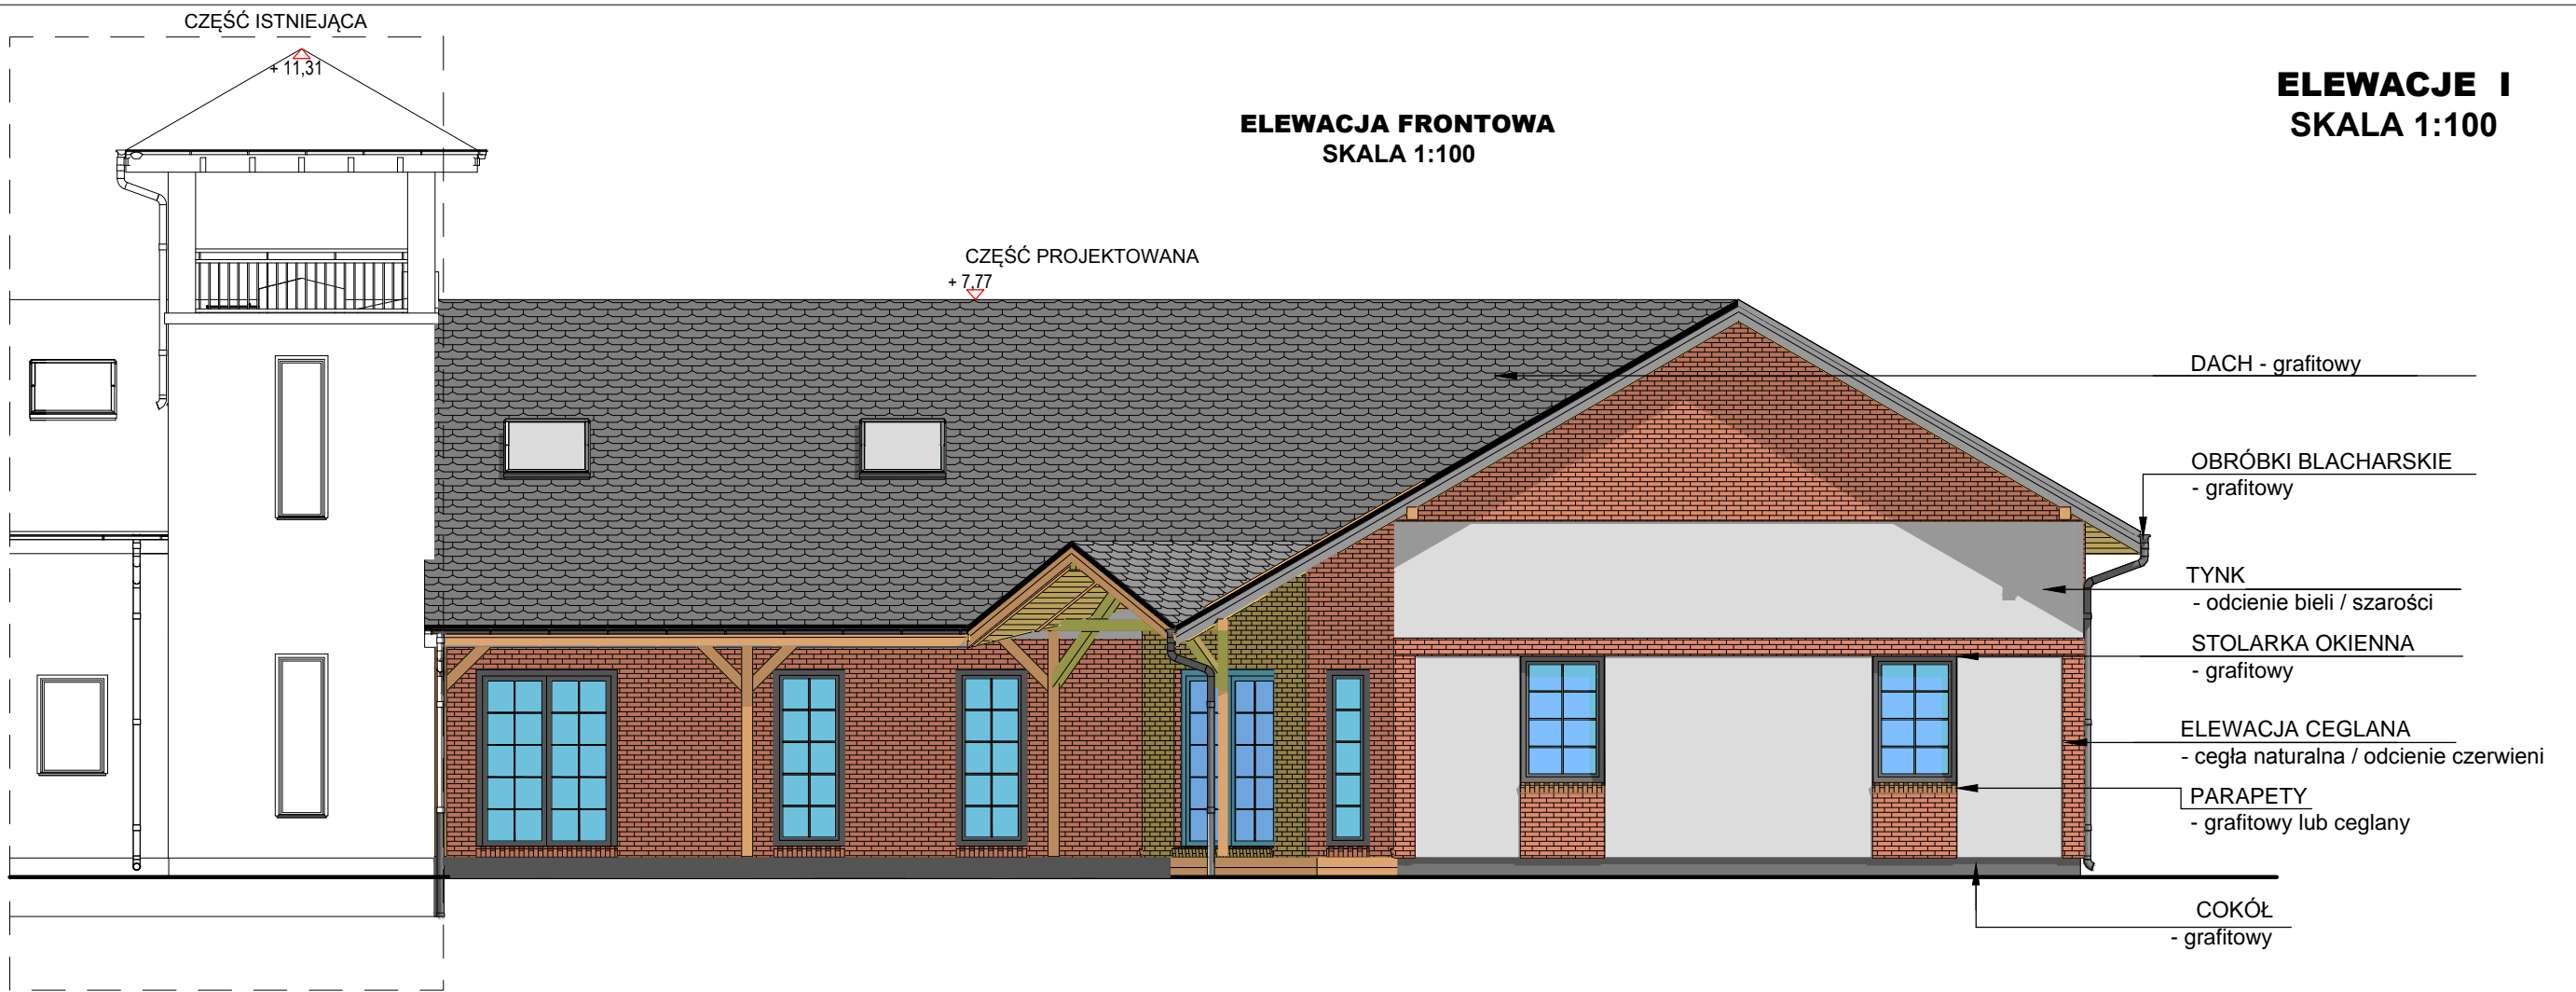 CZĘŚĆ ISTNIEJĄCA
+ 11,31
ELEWACJA FRONTOWA
SKALA 1:100
ELEWACJE I
SKALA 1:100
CZĘŚĆ PROJEKTOWANA
+ 7,77
DACH - grafitowy
OBRÓBKI BLACHARSKIE
- grafitowy
TYNK
- odcienie bieli / szarości
STOLARKA OKIENNA
- grafitowy
ELEWACJA CEGLANA
- cegła naturalna / odcienie czerwieni
PARAPETY
- grafitowy lub ceglany
COKÓŁ
- grafitowy